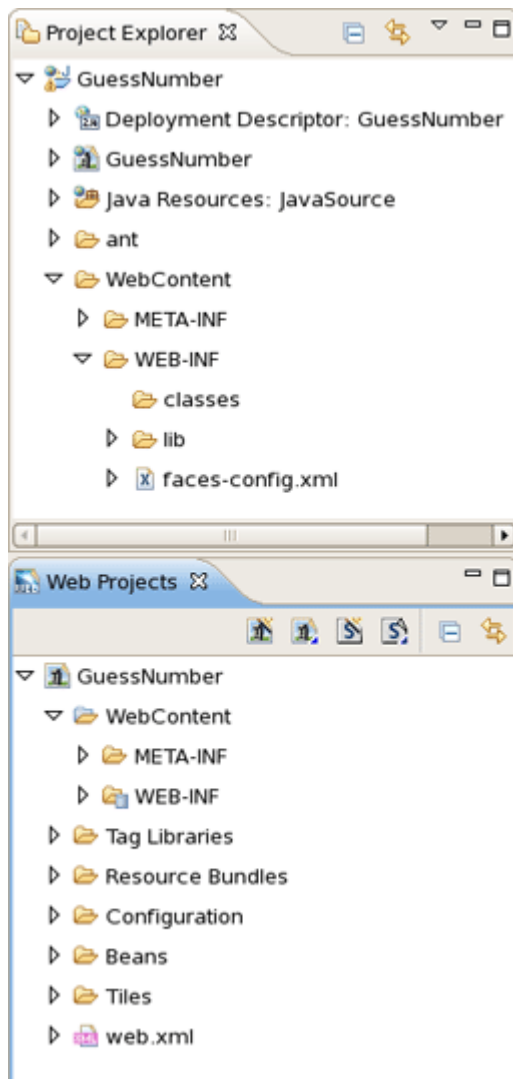 Project Explorer
GuessNumber
Deployment Descriptor: GuessNumber
GuessNumber
Java Resources: JavaSource
ant
WebContent
META-INF
WEB-INF
classes
lib
faces-config.xml
Web Projects
GuessNumber
WebContent
META-INF
WEB-INF
Tag Libraries
Resource Bundles
Configuration
Beans
Tiles
web.xml